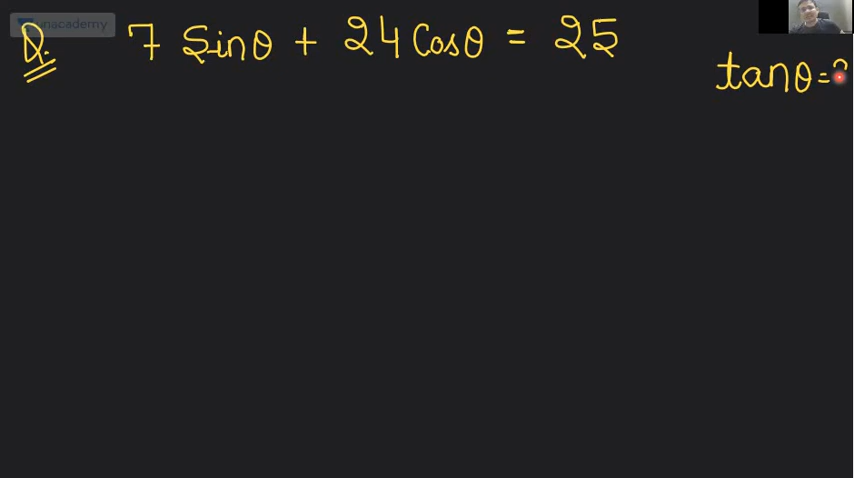 unacademy
Q. 7 Sinθ + 24 Cosθ = 25
tanθ = ?